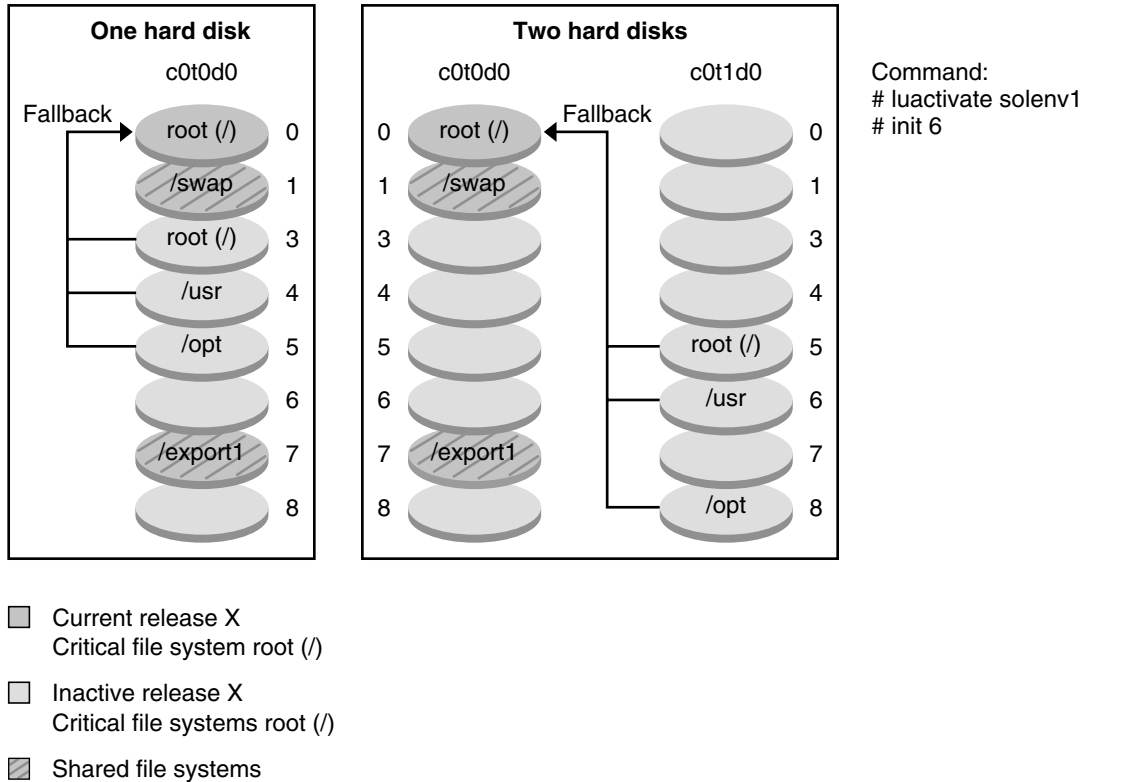 One hard disk
c0t0d0
Fallback
root (/) 0
/swap 1
root (/) 3
/usr 4
/opt 5
6
/export1 7
8
Two hard disks
c0t0d0 c0t1d0
Fallback
0 root (/) 0
1 /swap 1
3 3
4 4
5 root (/) 5
6 /usr 6
7 /export1 7
8 /opt 8
Command:
# luactivate solenv1
# init 6
Current release X
Critical file system root (/)
Inactive release X
Critical file systems root (/)
Shared file systems